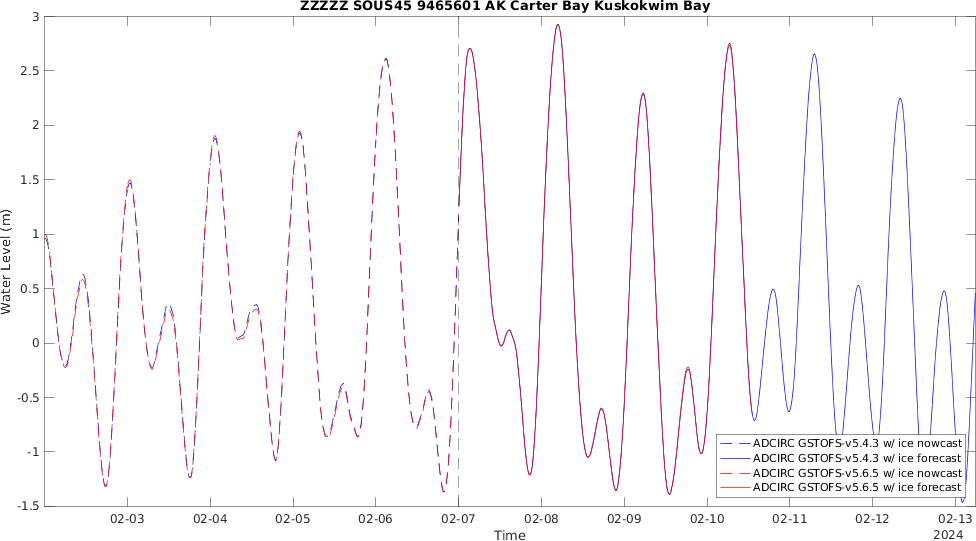 ZZZZZ SOUS45 9465601 AK Carter Bay Kuskokwim Bay
3
2.5
2
1.5
1
0.5
0
-0.5
-1
-1.5
Water Level (m)
ADCIRC GSTOFS-v5.4.3 w/ ice nowcast
ADCIRC GSTOFS-v5.4.3 w/ ice forecast
ADCIRC GSTOFS-v5.6.5 w/ ice nowcast
ADCIRC GSTOFS-v5.6.5 w/ ice forecast
02-03 02-04 02-05 02-06 02-07 02-08 02-09 02-10 02-11 02-12 02-13
Time 2024